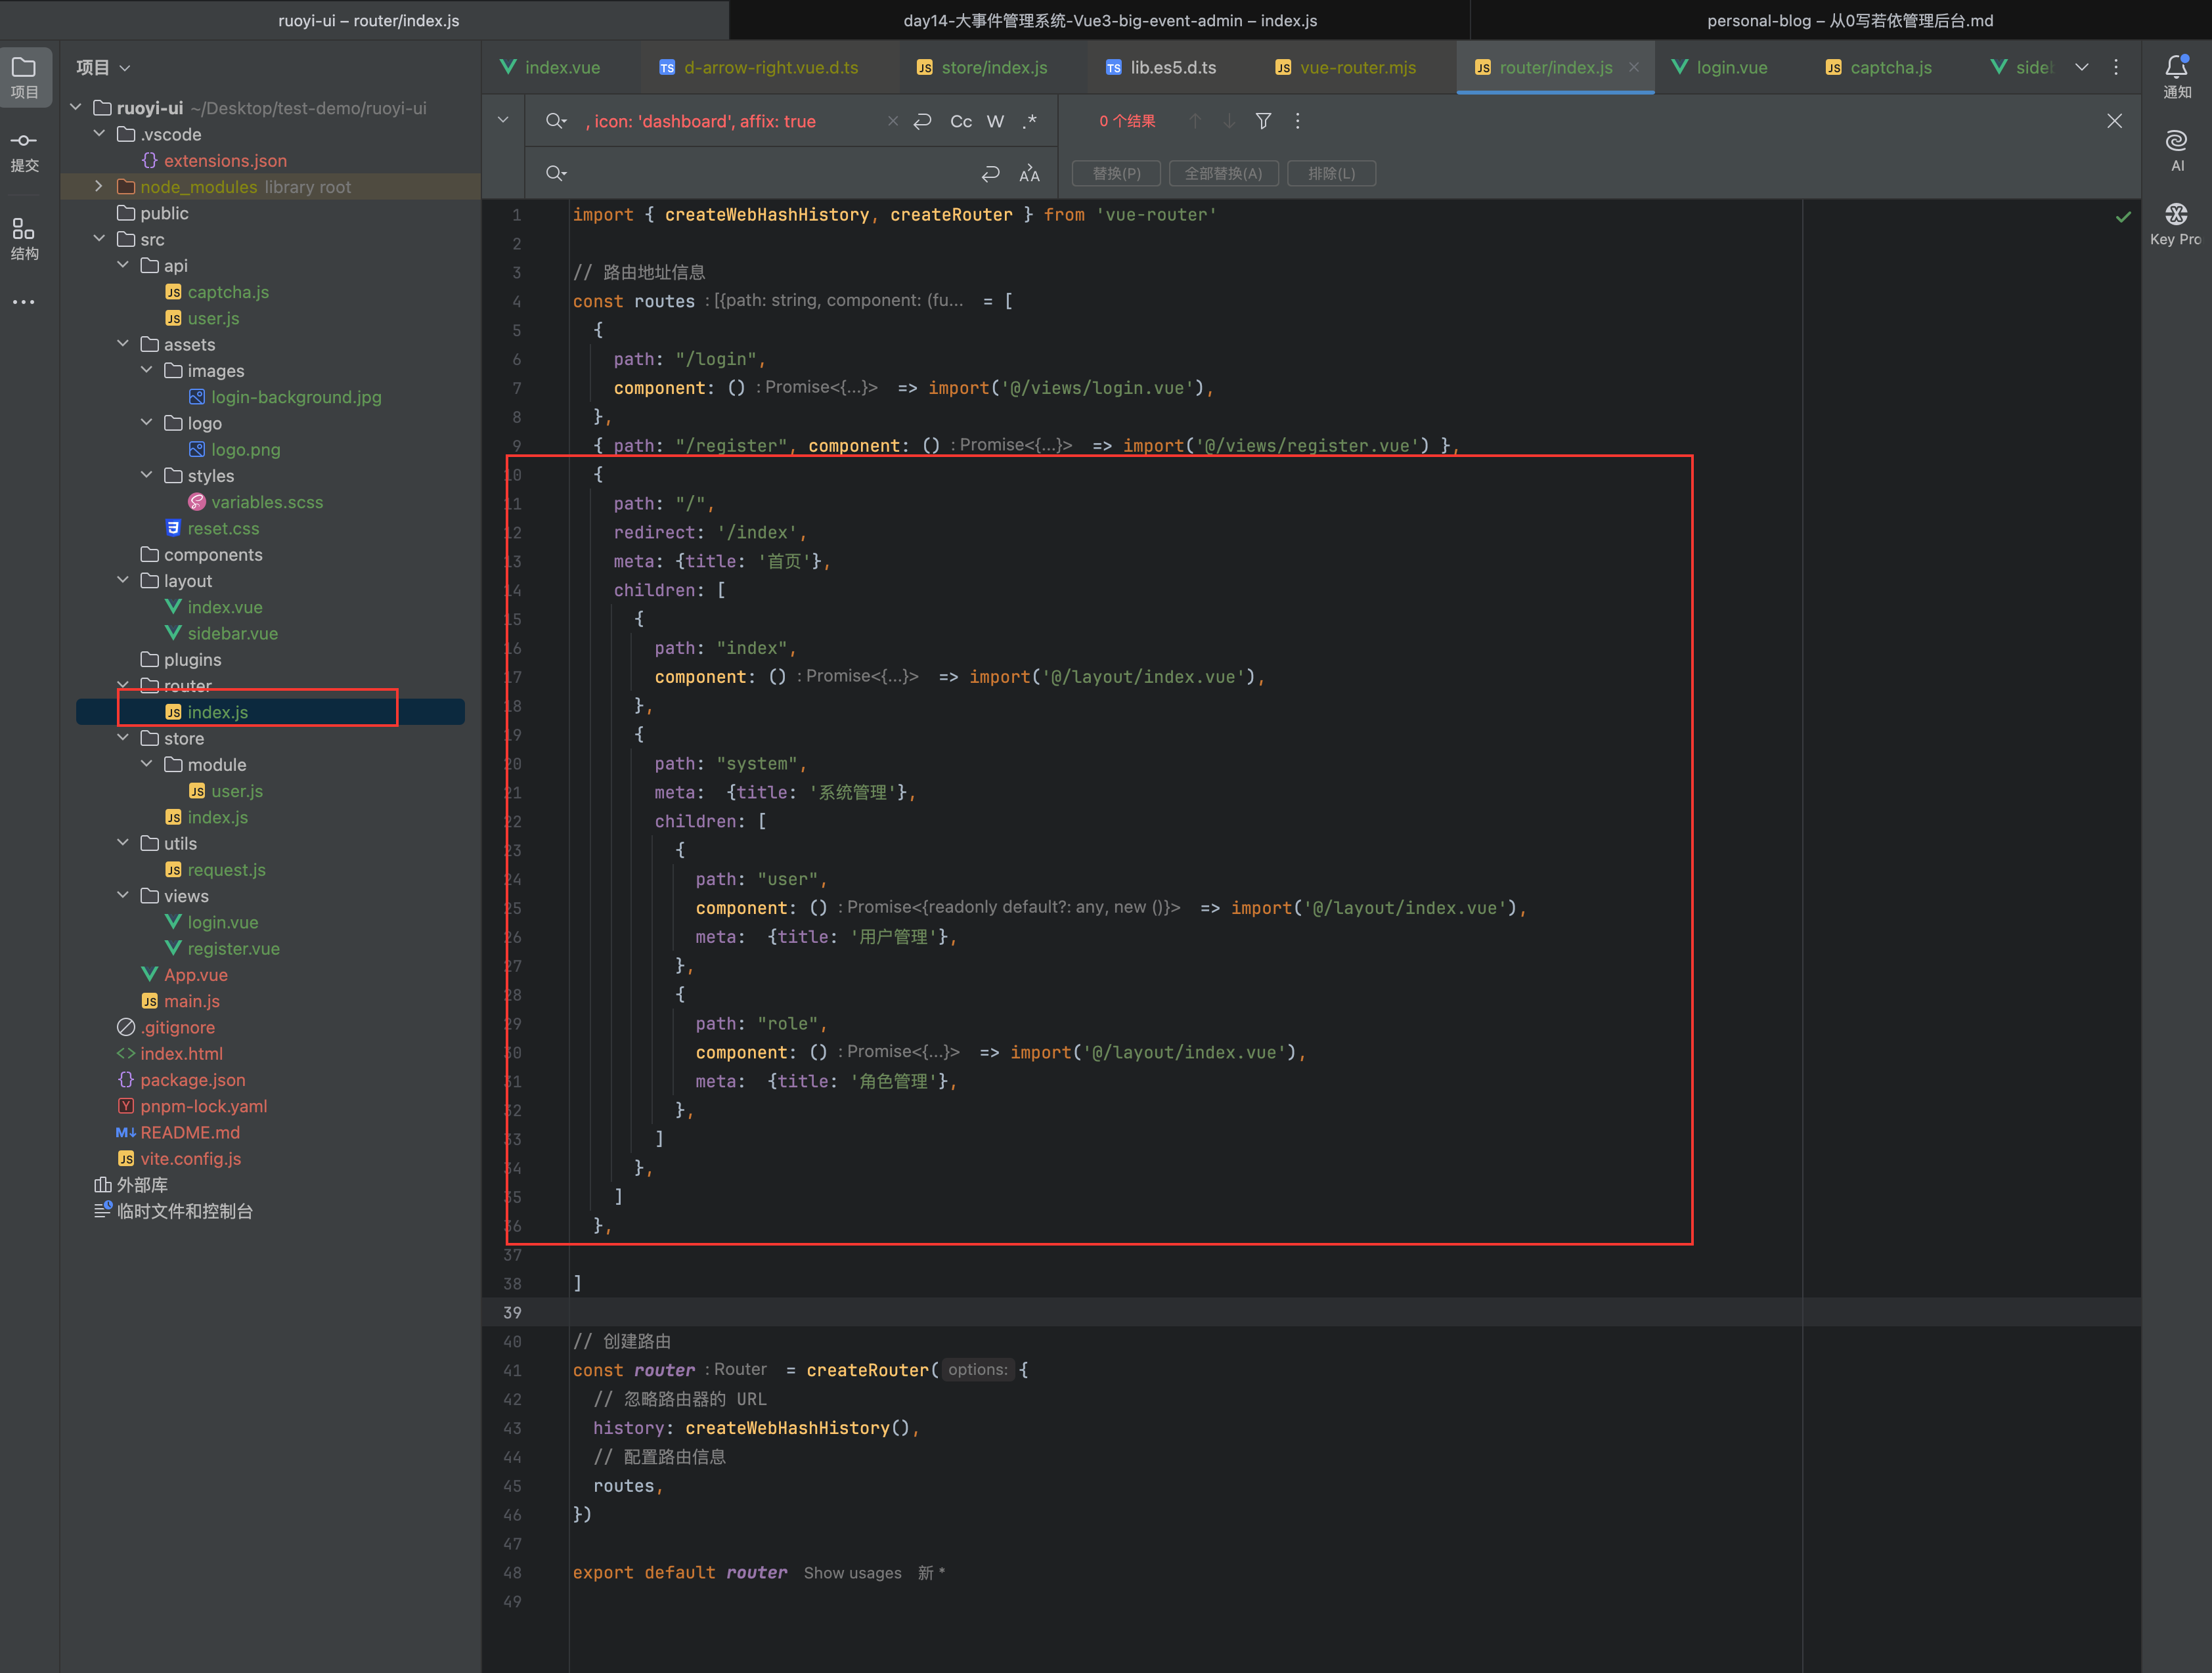 ruoyi-ui – router/index.js
day14-大事件管理系统-Vue3-big-event-admin – index.js
personal-blog – 从0写若依管理后台.md
项目
提交
结构
项目
ruoyi-ui ~/Desktop/test-demo/ruoyi-ui
.vscode
extensions.json
node_modules library root
public
src
api
captcha.js
user.js
assets
images
login-background.jpg
logo
logo.png
styles
variables.scss
reset.css
components
layout
index.vue
sidebar.vue
plugins
router
index.js
store
module
user.js
index.js
utils
request.js
views
login.vue
register.vue
App.vue
main.js
.gitignore
index.html
package.json
pnpm-lock.yaml
README.md
vite.config.js
外部库
临时文件和控制台
index.vue
d-arrow-right.vue.d.ts
store/index.js
lib.es5.d.ts
vue-router.mjs
router/index.js
login.vue
captcha.js
sidel
, icon: 'dashboard', affix: true
Cc W .*
0 个结果
替换(P) 全部替换(A) 排除(L)
1 import { createWebHashHistory, createRouter } from 'vue-router'
2
3 // 路由地址信息
4 const routes : [{path: string, component: (fu... = [
5 {
6 path: "/login",
7 component: () : Promise<{...}> => import('@/views/login.vue'),
8 },
9 { path: "/register", component: () : Promise<{...}> => import('@/views/register.vue') },
10 {
11 path: "/",
12 redirect: '/index',
13 meta: {title: '首页'},
14 children: [
15 {
16 path: "index",
17 component: () : Promise<{...}> => import('@/layout/index.vue'),
18 },
19 {
20 path: "system",
21 meta:  {title: '系统管理'},
22 children: [
23 {
24 path: "user",
25 component: () : Promise<{readonly default?: any, new ()}> => import('@/layout/index.vue'),
26 meta:  {title: '用户管理'},
27 },
28 {
29 path: "role",
30 component: () : Promise<{...}> => import('@/layout/index.vue'),
31 meta:  {title: '角色管理'},
32 },
33 ]
34 },
35 ]
36 },
37
38 ]
39
40 // 创建路由
41 const router : Router = createRouter( options: {
42 // 忽略路由器的 URL
43 history: createWebHashHistory(),
44 // 配置路由信息
45 routes,
46 })
47
48 export default router Show usages 新 *
49
通知
AI
Key Pro